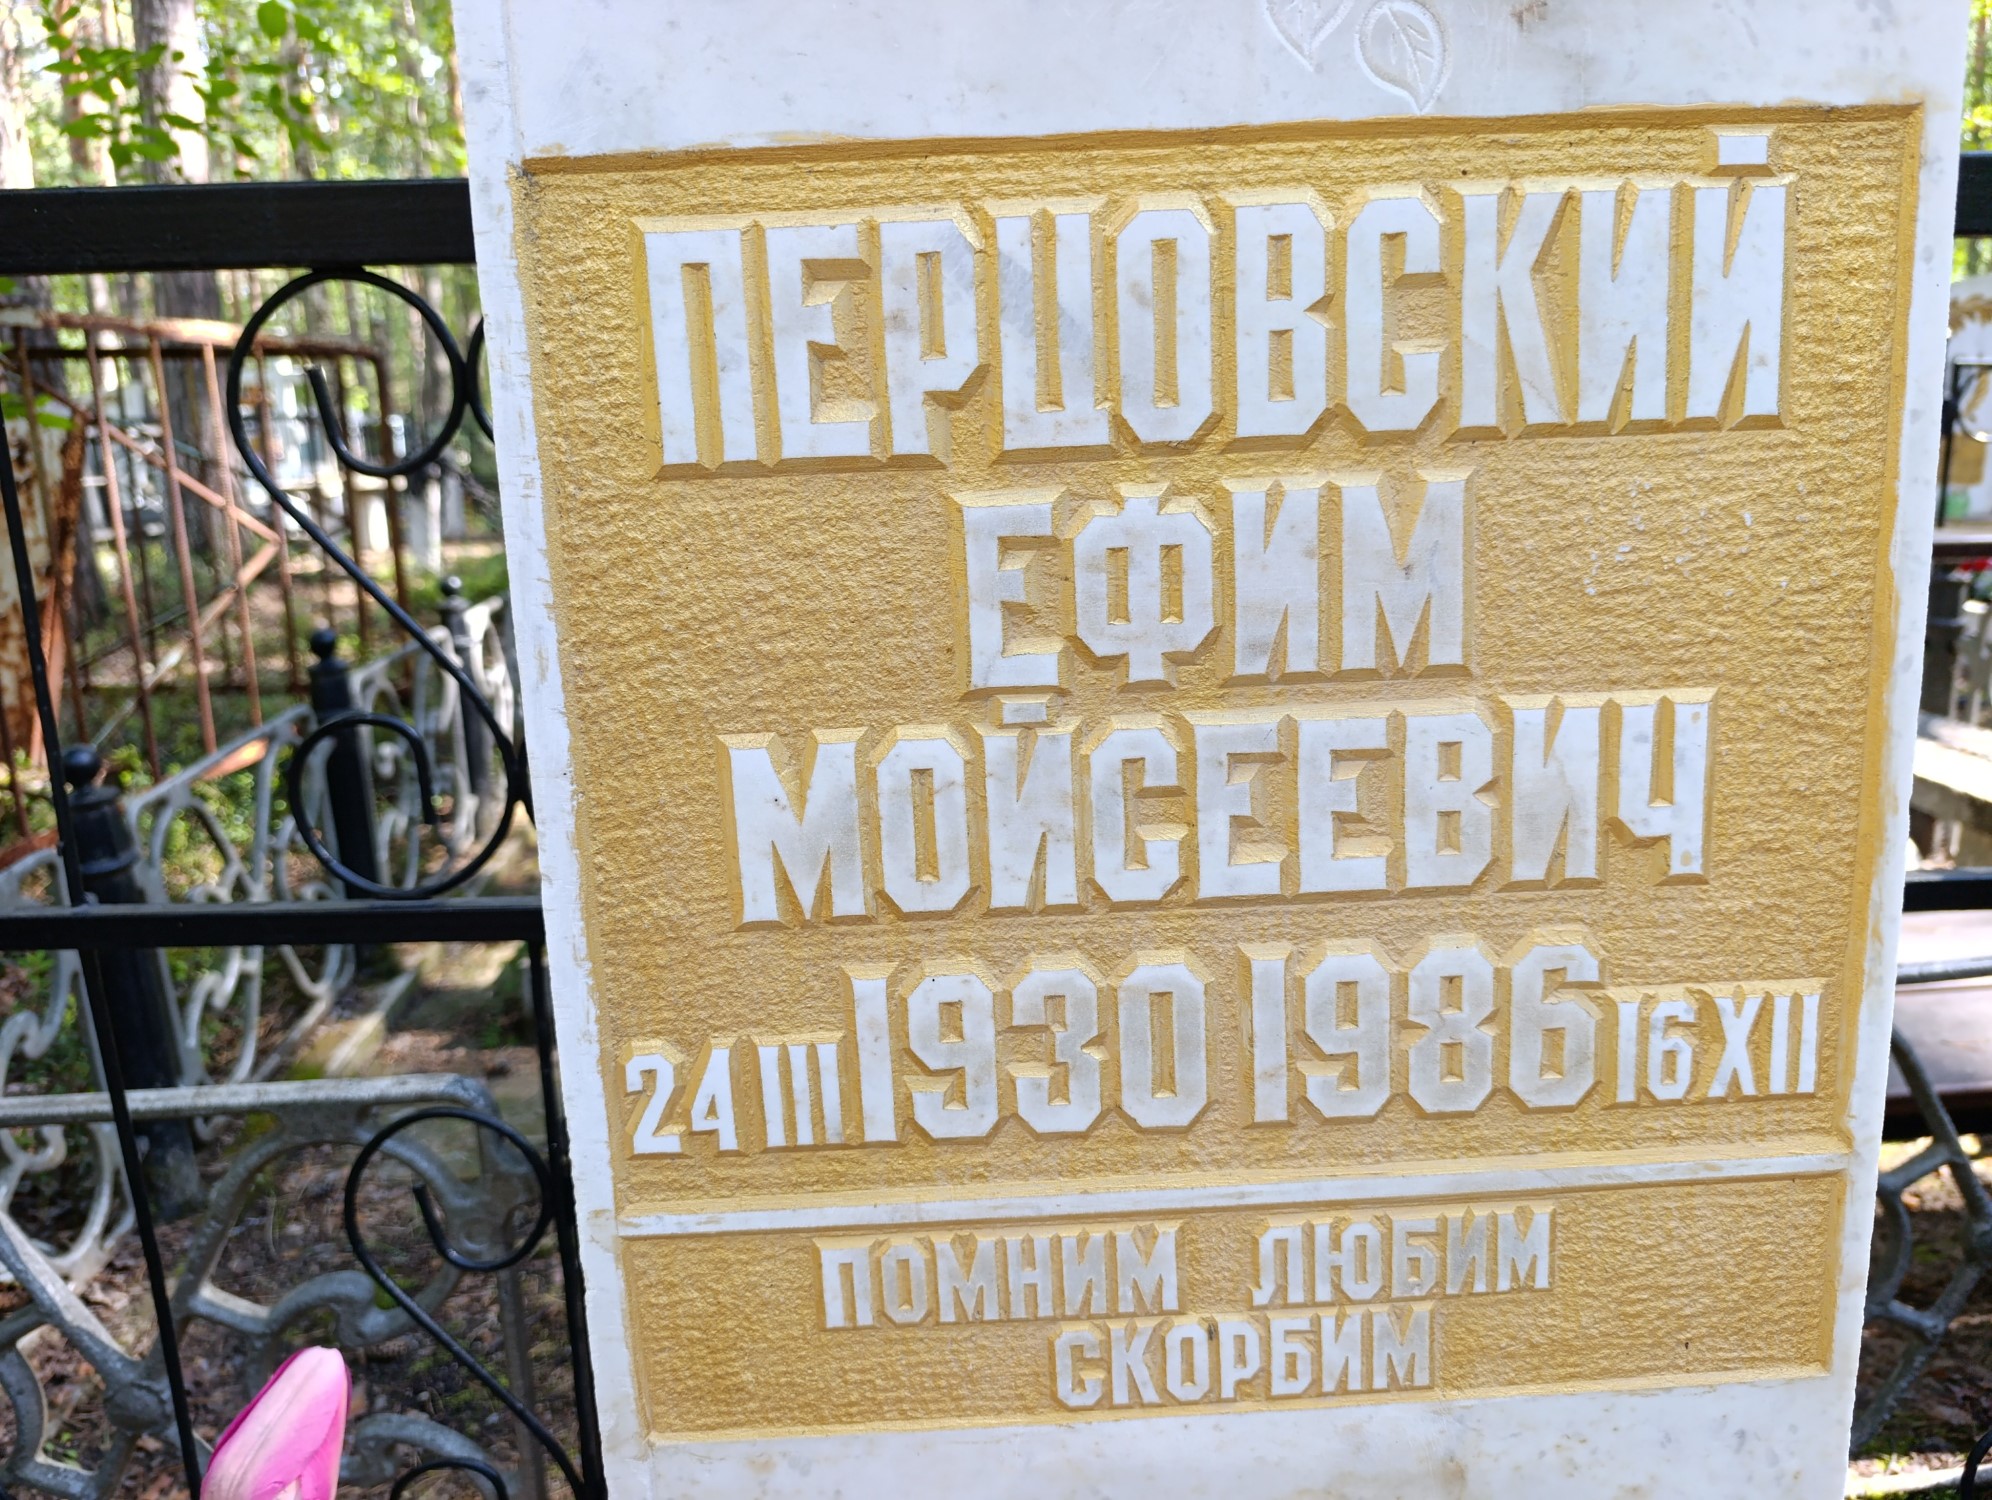 ПЕРЦОВСКИЙ
ЕФИМ
МОЙСЕЕВИЧ
24 III 1930 1986 16 XII
ПОМНИМ ЛЮБИМ
СКОРБИМ